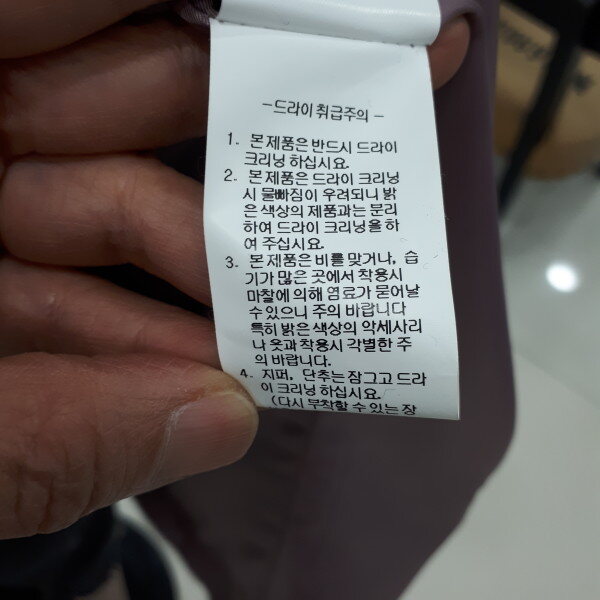 -드라이 취급주의-
1. 본 제품은 반드시 드라이
크리닝 하십시요.
2. 본 제품은 드라이 크리닝
시 물빠짐이 우려되니 밝
은 색상의 제품과는 분리
하여 드라이 크리닝을 하
여 주십시요.
3. 본 제품은 비를 맞거나, 습
기가 많은 곳에서 착용시
마찰에 의해 염료가 묻어날
수 있으니 주의 바랍니다
특히 밝은 색상의 악세사리
나 옷과 착용시 각별한 주
의 바랍니다.
4. 지퍼, 단추는 잠그고 드라
이 크리닝 하십시요.
(다시 부착할 수 있는 장